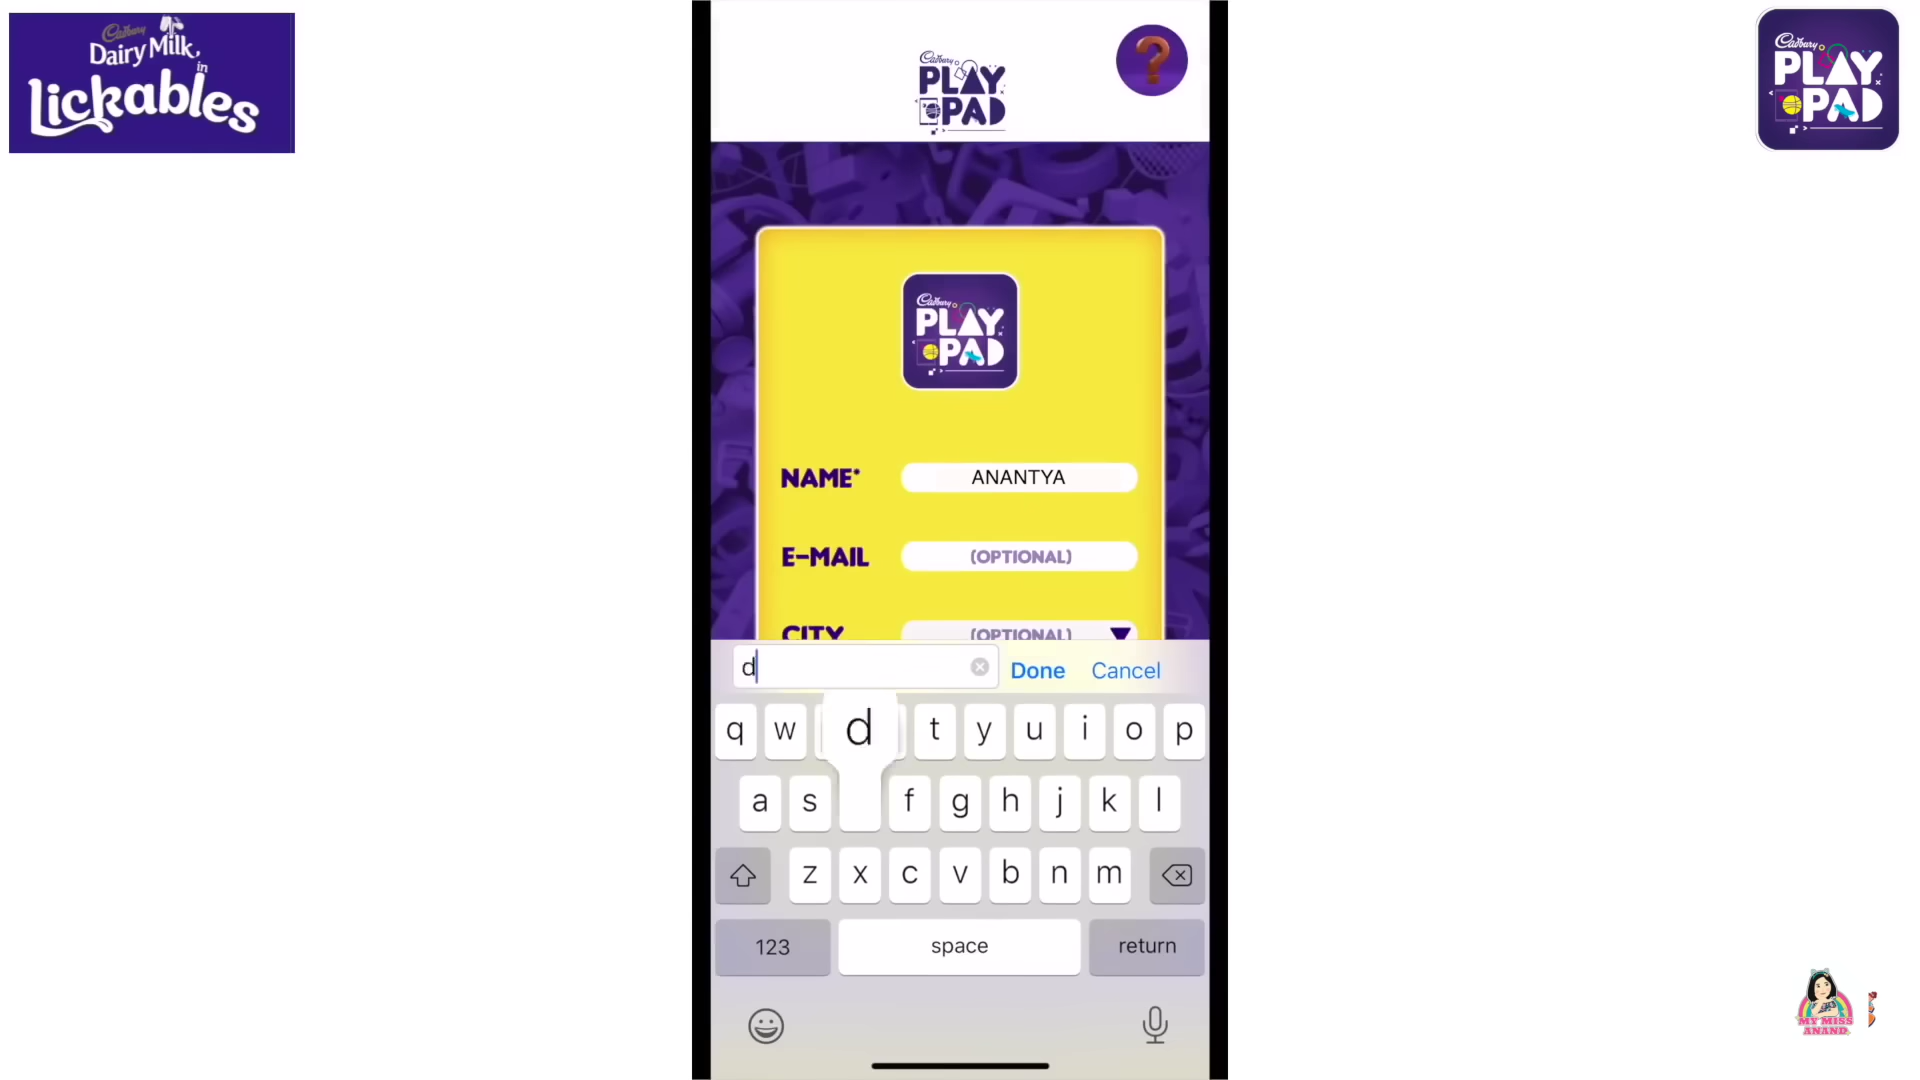 Cadbury
Dairy Milk
in
Lickables
Cadbury
PLAY
PAD
?
Cadbury
PLAY
PAD
Cadbury
PLAY
PAD
NAME* ANANTYA
E-MAIL (OPTIONAL)
CITY (OPTIONAL)
d Done Cancel
q w d t y u i o p
a s f g h j k l
z x c v b n m
123 space return
MY MISS
ANAND